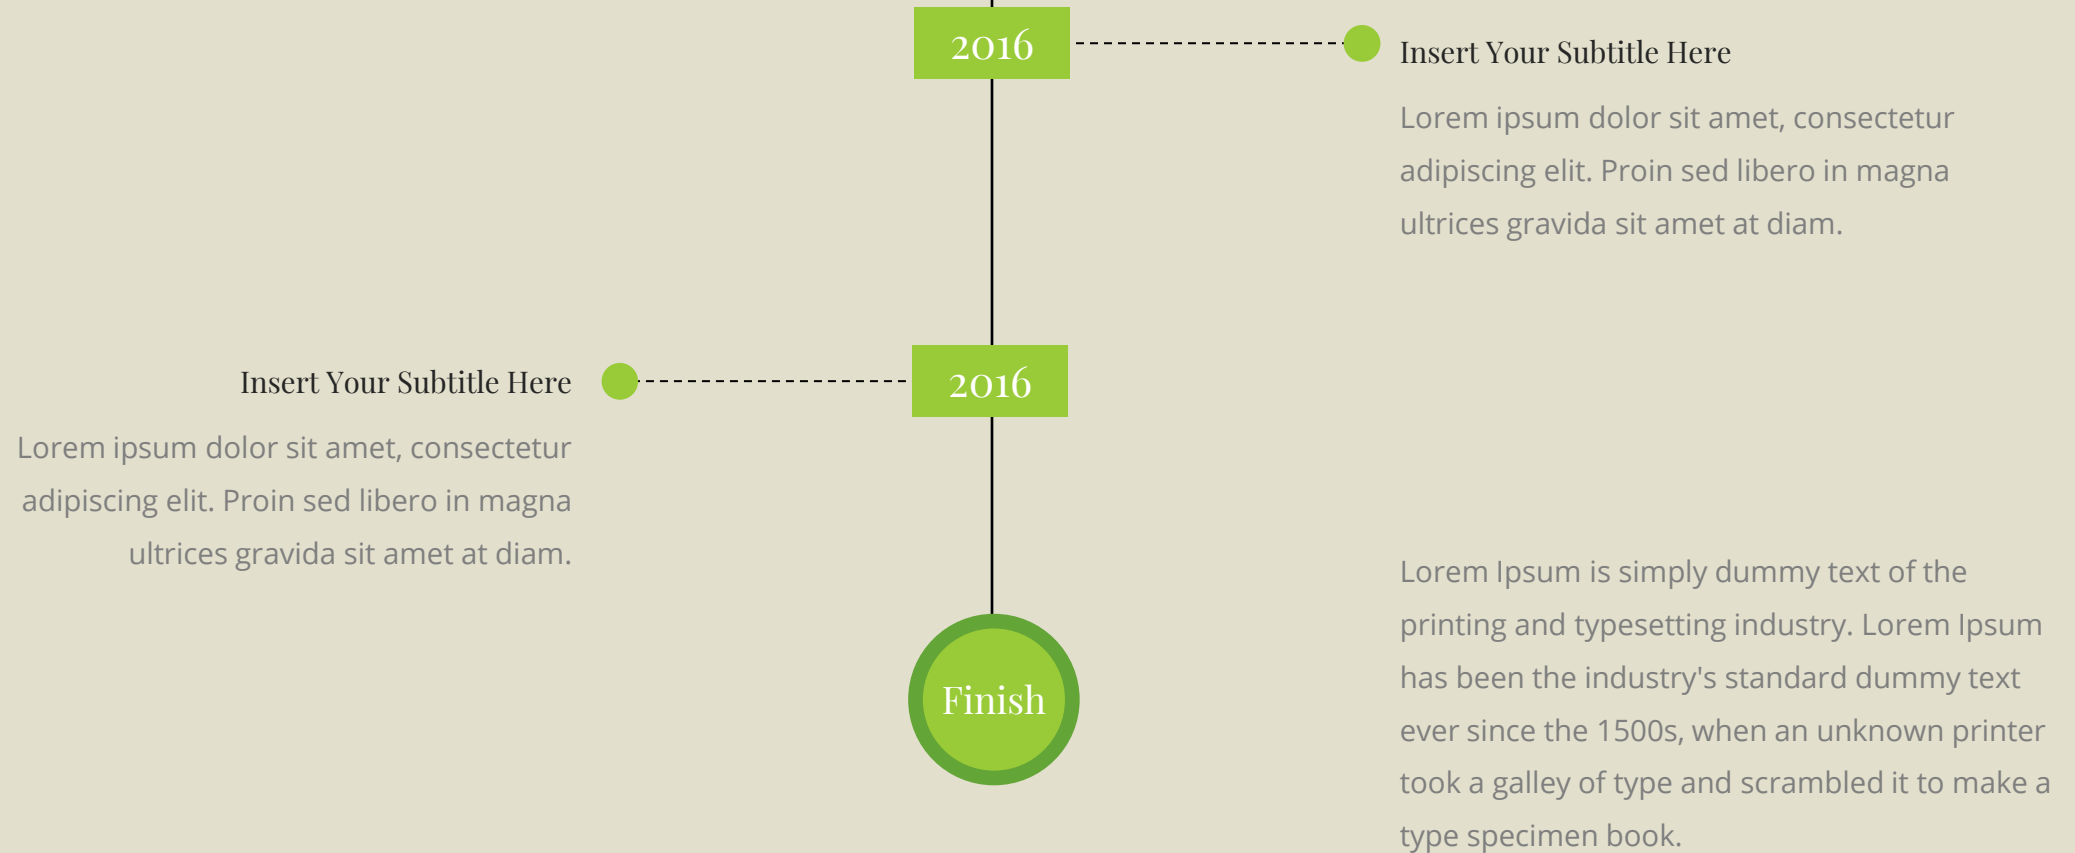 2016
Insert Your Subtitle Here
Lorem ipsum dolor sit amet, consectetur
adipiscing elit. Proin sed libero in magna
ultrices gravida sit amet at diam.
Insert Your Subtitle Here
2016
Lorem ipsum dolor sit amet, consectetur
adipiscing elit. Proin sed libero in magna
ultrices gravida sit amet at diam.
Finish
Lorem Ipsum is simply dummy text of the
printing and typesetting industry. Lorem Ipsum
has been the industry's standard dummy text
ever since the 1500s, when an unknown printer
took a galley of type and scrambled it to make a
type specimen book.